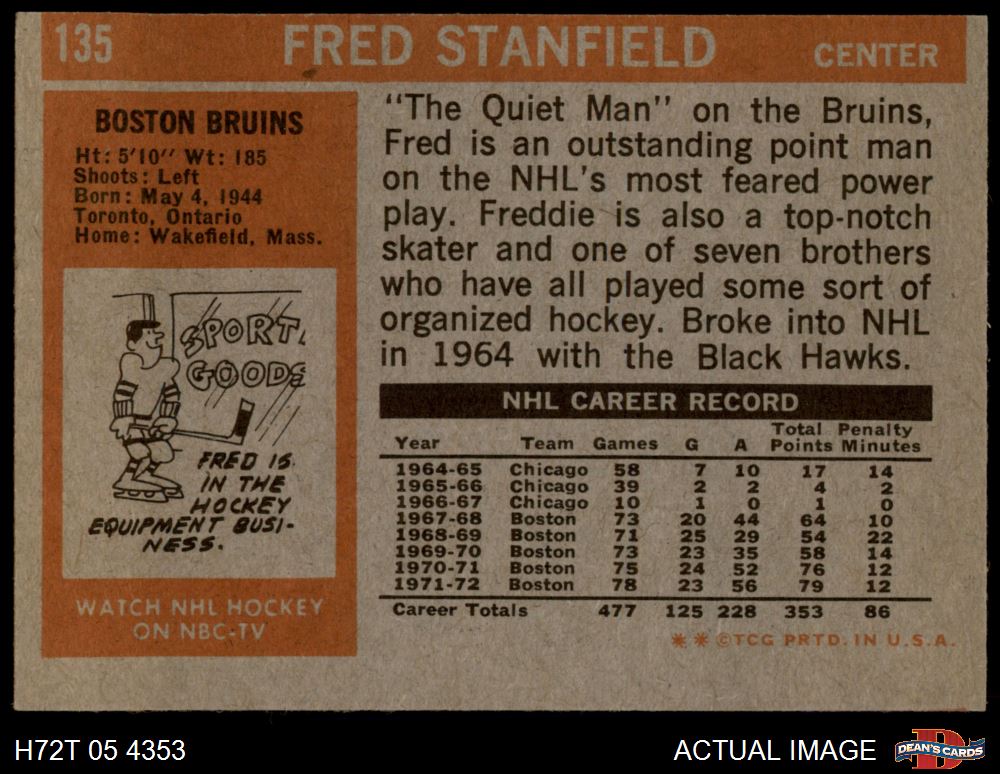 135 FRED STANFIELD CENTER
BOSTON BRUINS
Ht: 5'10" Wt: 185
Shoots: Left
Born: May 4, 1944
Toronto, Ontario
Home: Wakefield, Mass.
SPORT
GOODS
FRED IS
IN THE
HOCKEY
EQUIPMENT BUSI-
NESS.
WATCH NHL HOCKEY
ON NBC-TV
"The Quiet Man" on the Bruins,
Fred is an outstanding point man
on the NHL's most feared power
play. Freddie is also a top-notch
skater and one of seven brothers
who have all played some sort of
organized hockey. Broke into NHL
in 1964 with the Black Hawks.
NHL CAREER RECORD
Total Penalty
Year Team Games G A Points Minutes
1964-65 Chicago 58 7 10 17 14
1965-66 Chicago 39 2 2 4 2
1966-67 Chicago 10 1 0 1 0
1967-68 Boston 73 20 44 64 10
1968-69 Boston 71 25 29 54 22
1969-70 Boston 73 23 35 58 14
1970-71 Boston 75 24 52 76 12
1971-72 Boston 78 23 56 79 12
Career Totals 477 125 228 353 86
**©TCG PRTD. IN U.S.A.
H72T 05 4353 ACTUAL IMAGE DEAN'S CARDS